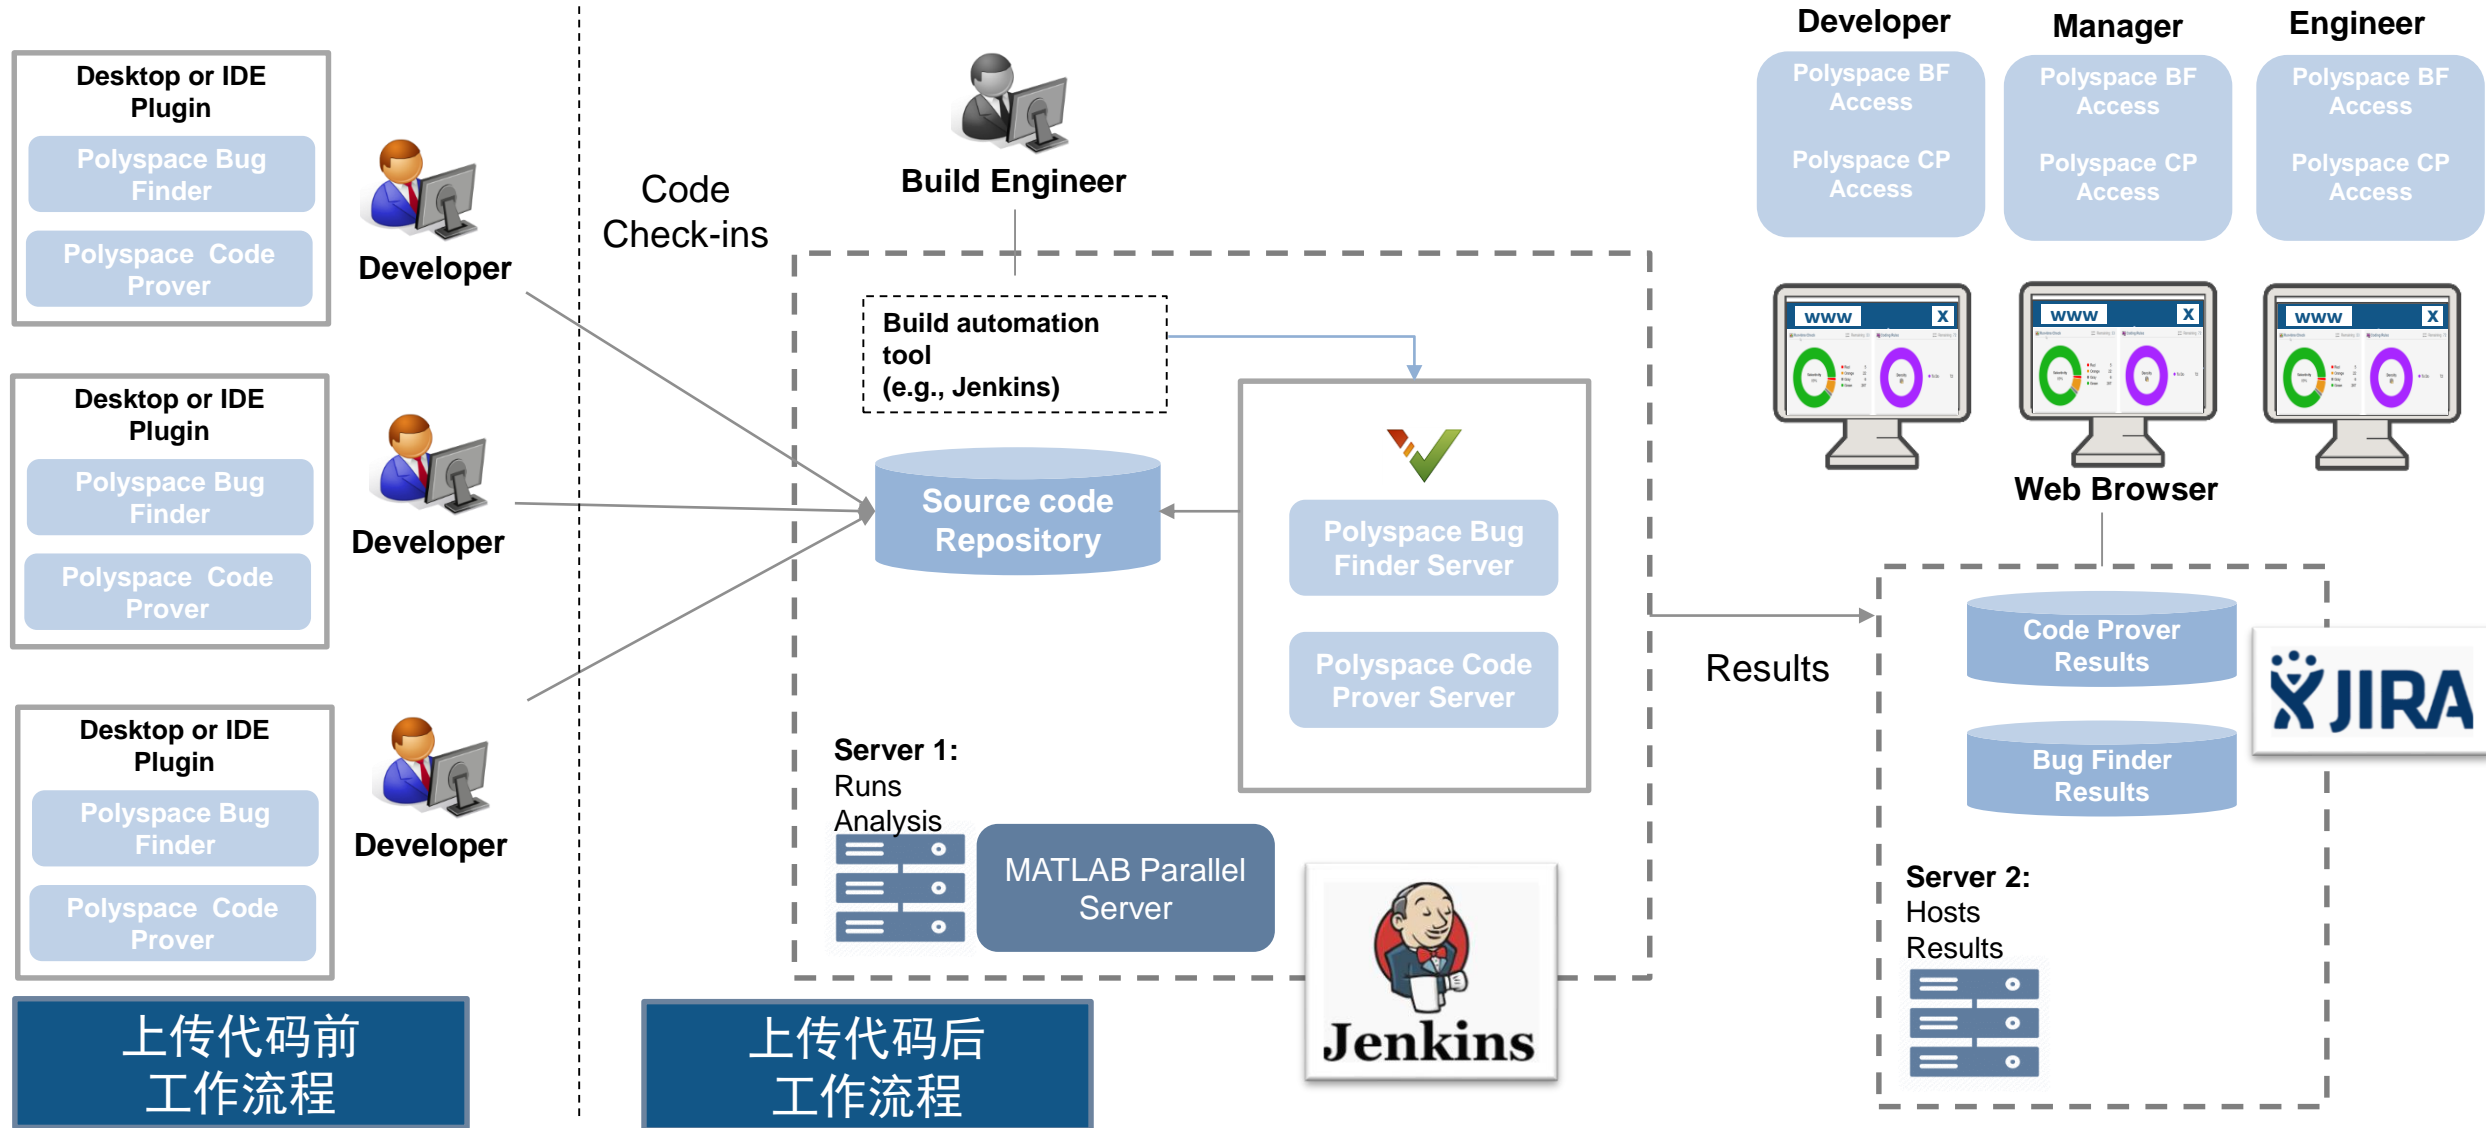 Desktop or IDE
Plugin
Polyspace Bug
Finder
Polyspace Code
Prover
Developer
Desktop or IDE
Plugin
Polyspace Bug
Finder
Polyspace Code
Prover
Developer
Desktop or IDE
Plugin
Polyspace Bug
Finder
Polyspace Code
Prover
Developer
上传代码前
工作流程
Code
Check-ins
Build Engineer
Build automation
tool
(e.g., Jenkins)
Source code
Repository
Polyspace Bug
Finder Server
Polyspace Code
Prover Server
Server 1:
Runs
Analysis
MATLAB Parallel
Server
Jenkins
上传代码后
工作流程
Results
Developer
Polyspace BF
Access
Polyspace CP
Access
Manager
Polyspace BF
Access
Polyspace CP
Access
Engineer
Polyspace BF
Access
Polyspace CP
Access
www X
www X
www X
Web Browser
Code Prover
Results
Bug Finder
Results
JIRA
Server 2:
Hosts
Results